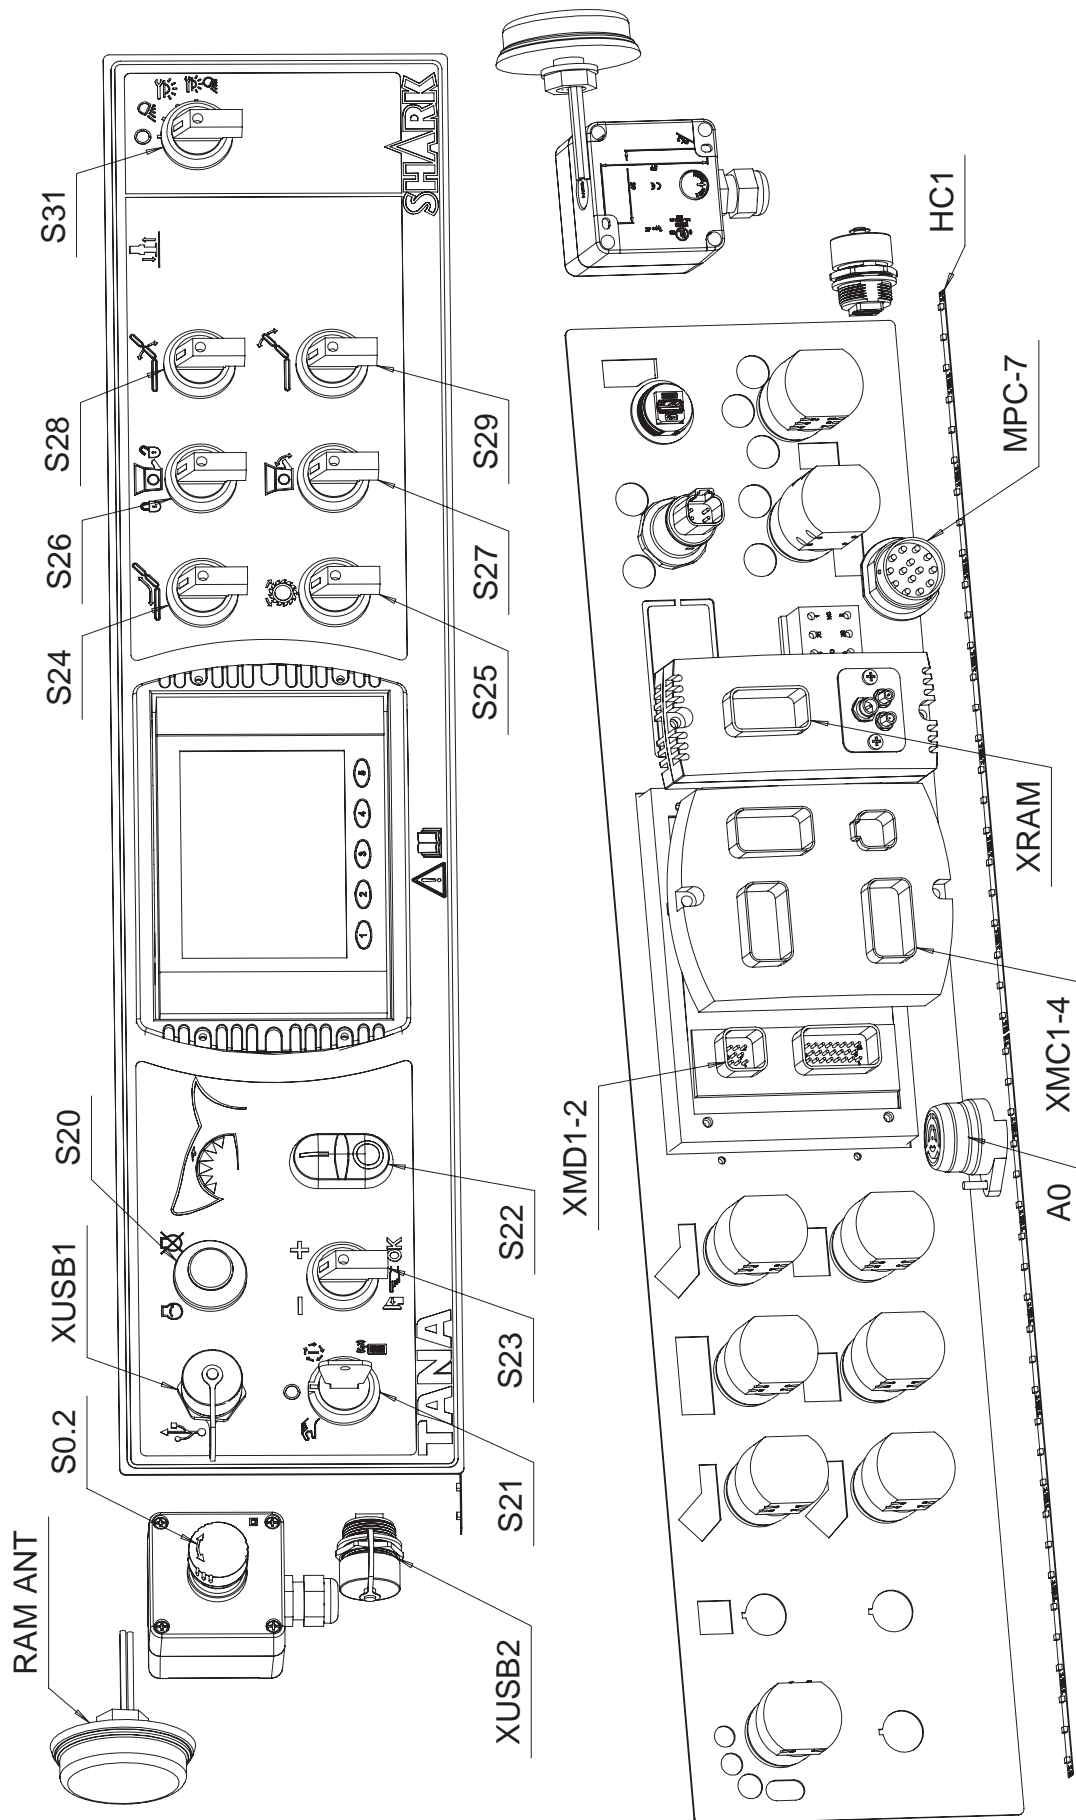 RAM ANT
S0.2
XUSB1
S20
S24
S26
S28
S31
SHARK
1
2
3
4
5
TANA
OK
XUSB2
S21
S23
S22
S25
S27
S29
XMD1-2
A0
XMC1-4
XRAM
MPC-7
HC1